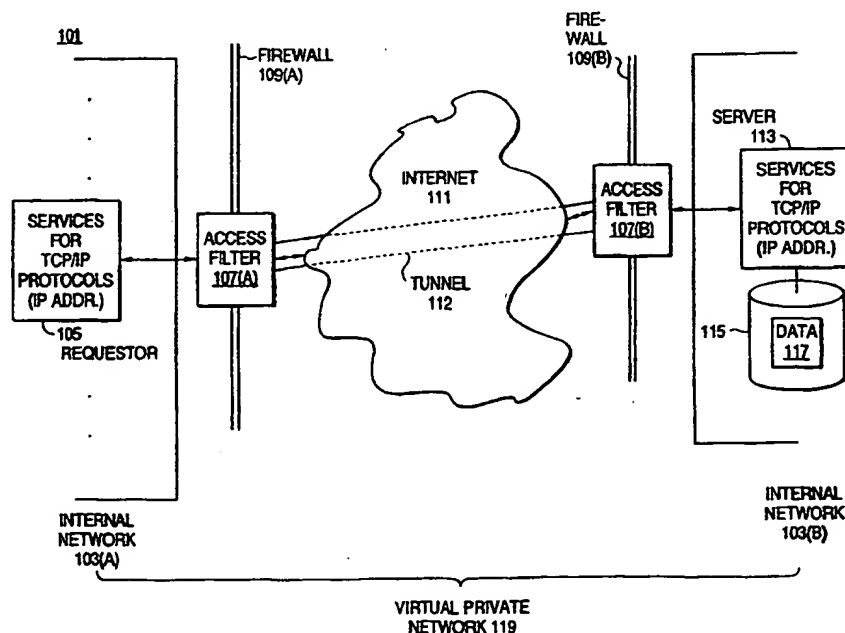 101
FIREWALL
109(A)
FIRE-
WALL
109(B)
SERVER
113
INTERNET
111
SERVICES
FOR
TCP/IP
PROTOCOLS
(IP ADDR.)
ACCESS
FILTER
107(A)
ACCESS
FILTER
107(B)
SERVICES
FOR
TCP/IP
PROTOCOLS
(IP ADDR.)
TUNNEL
112
105
REQUESTOR
115
DATA
117
INTERNAL
NETWORK
103(A)
INTERNAL
NETWORK
103(B)
VIRTUAL PRIVATE
NETWORK 119